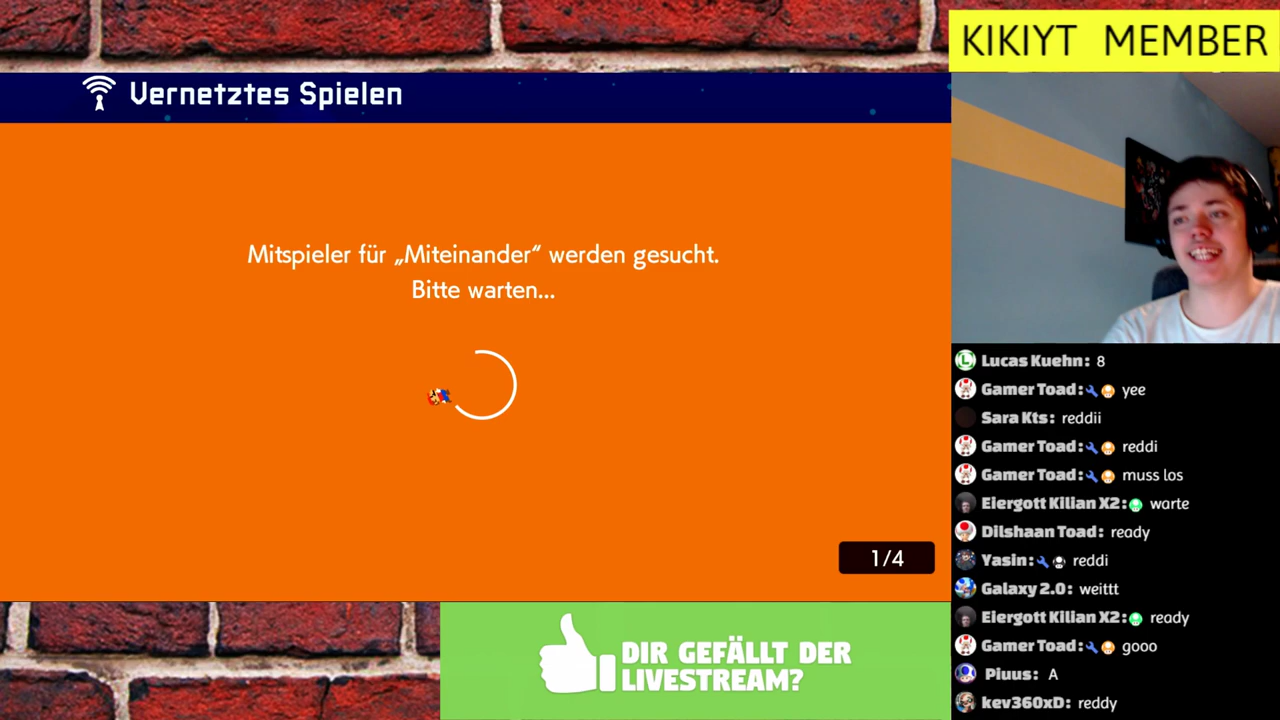 KIKIYT MEMBER
Vernetztes Spielen
Mitspieler für „Miteinander“ werden gesucht.
Bitte warten...
1/4
DIR GEFÄLLT DER
LIVESTREAM?
Lucas Kuehn: 8
Gamer Toad: yee
Sara Kts: reddii
Gamer Toad: reddi
Gamer Toad: muss los
Eiergott Kilian X2: warte
Dilshaan Toad: ready
Yasin: reddi
Galaxy 2.0: weittt
Eiergott Kilian X2: ready
Gamer Toad: gooo
Piuus: A
kev360xD: reddy